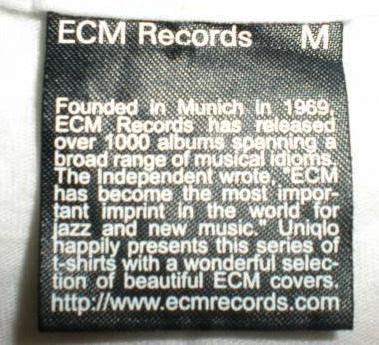 ECM Records M
Founded in Munich in 1969,
ECM Records has released
over 1000 albums spanning a
broad range of musical idioms.
The Independent wrote, "ECM
has become the most impor-
tant imprint in the world for
jazz and new music." Uniqlo
happily presents this series of
t-shirts with a wonderful selec-
tion of beautiful ECM covers.
http://www.ecmrecords.com